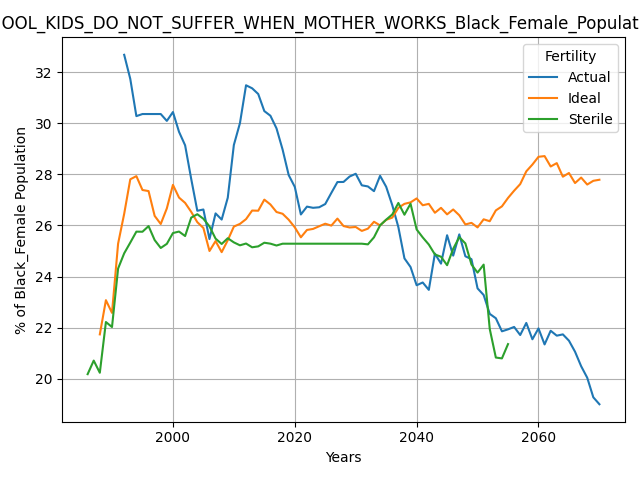 OOL_KIDS_DO_NOT_SUFFER_WHEN_MOTHER_WORKS_Black_Female_Populat
Fertility
Actual
Ideal
Sterile
% of Black_Female Population
32
30
28
26
24
22
20
2000 2020 2040 2060
Years